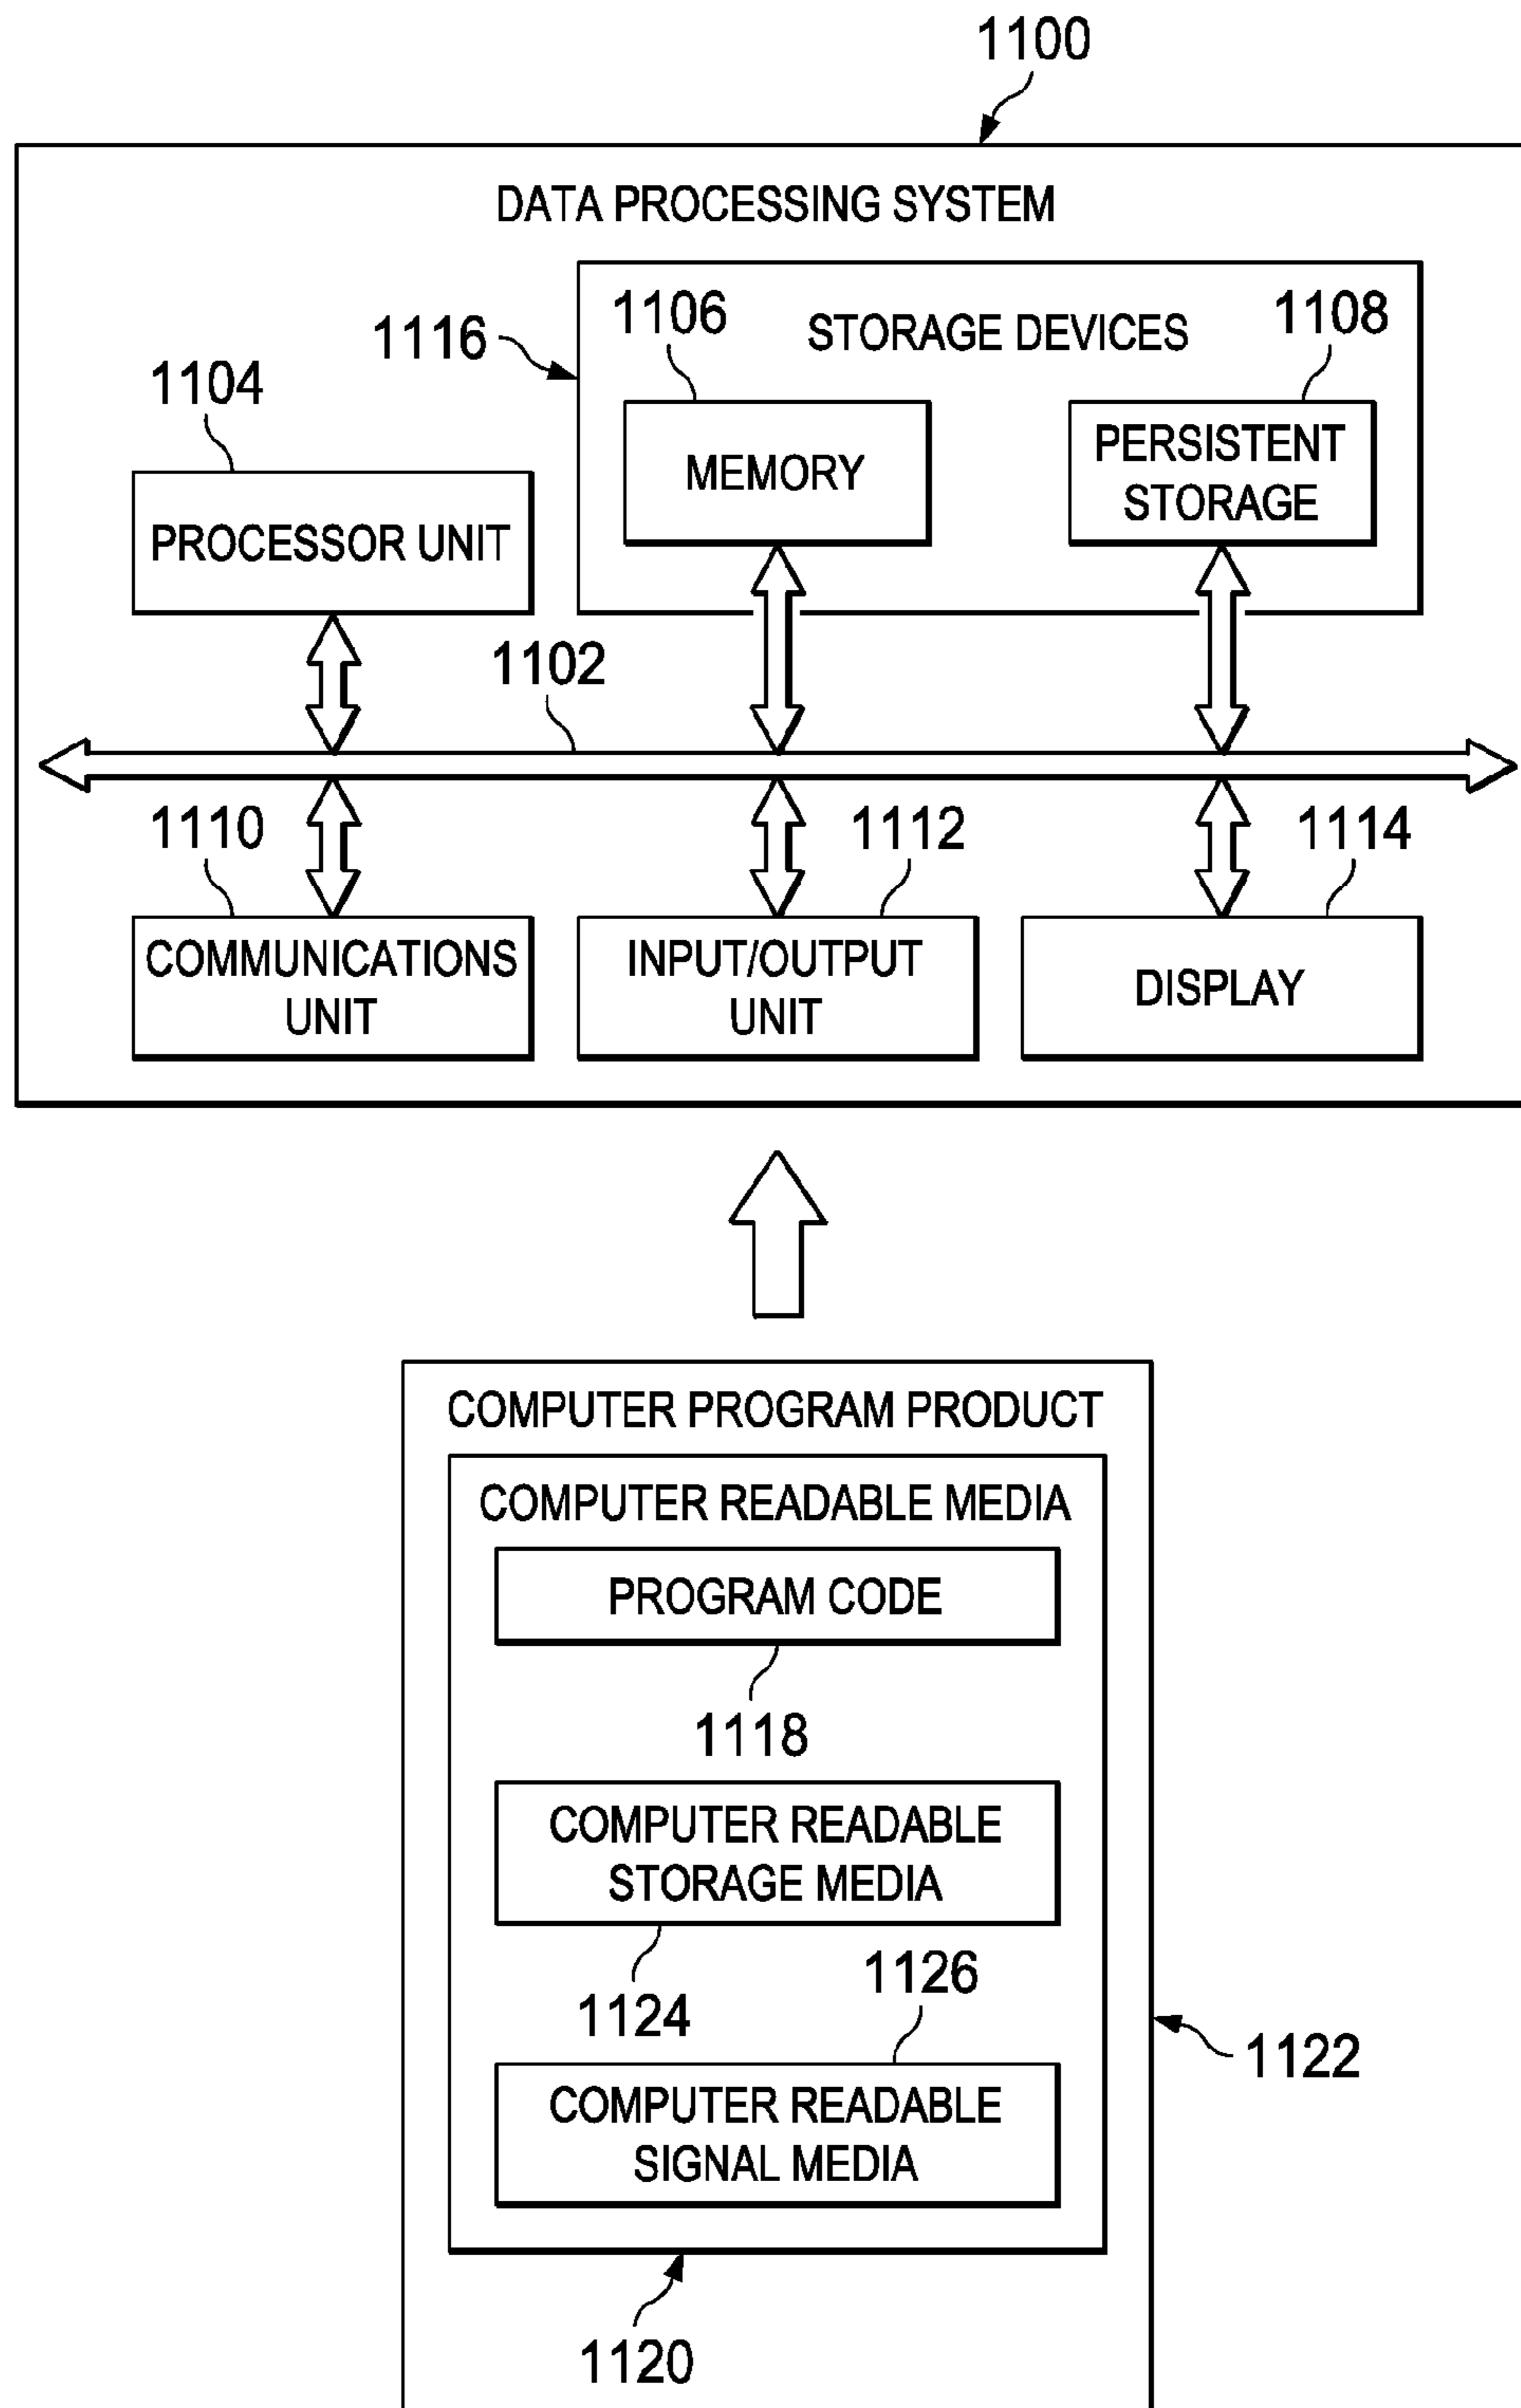 1100
DATA PROCESSING SYSTEM
1116
1106
STORAGE DEVICES
1108
1104
MEMORY
PERSISTENT
STORAGE
PROCESSOR UNIT
1102
1110
1112
1114
COMMUNICATIONS
UNIT
INPUT/OUTPUT
UNIT
DISPLAY
COMPUTER PROGRAM PRODUCT
COMPUTER READABLE MEDIA
PROGRAM CODE
1118
COMPUTER READABLE
STORAGE MEDIA
1124
1126
1122
COMPUTER READABLE
SIGNAL MEDIA
1120